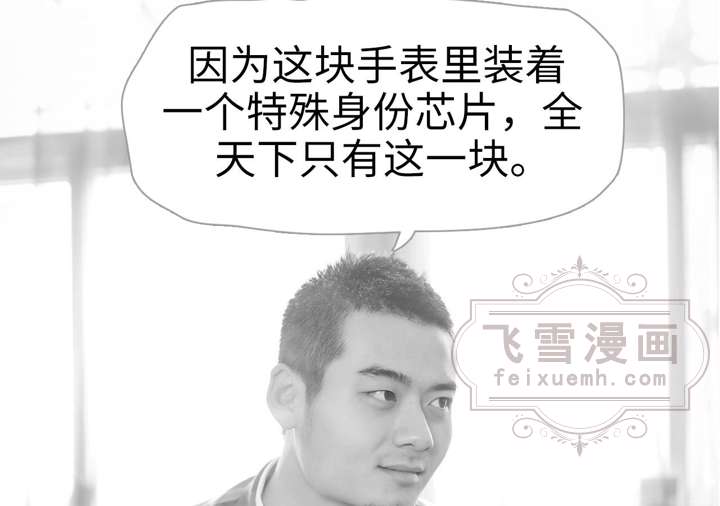 因为这块手表里装着
一个特殊身份芯片，全
天下只有这一块。
飞雪漫画
feixuemh.com